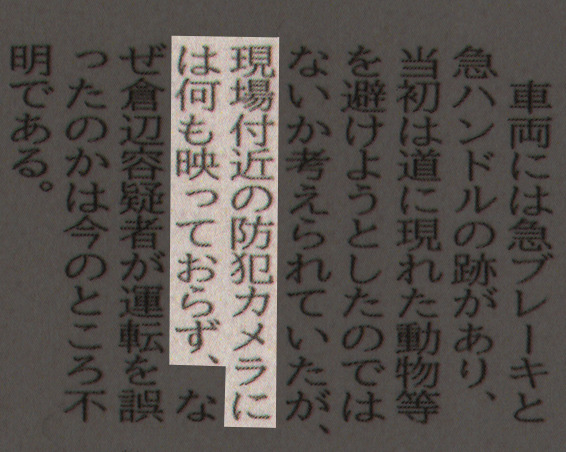 車両には急ブレーキと
急ハンドルの跡があり、
当初は道に現れた動物等
を避けようとしたのでは
ないか考えられていたが、
現場付近の防犯カメラに
は何も映っておらず、な
ぜ倉辺容疑者が運転を誤
ったのかは今のところ不
明である。